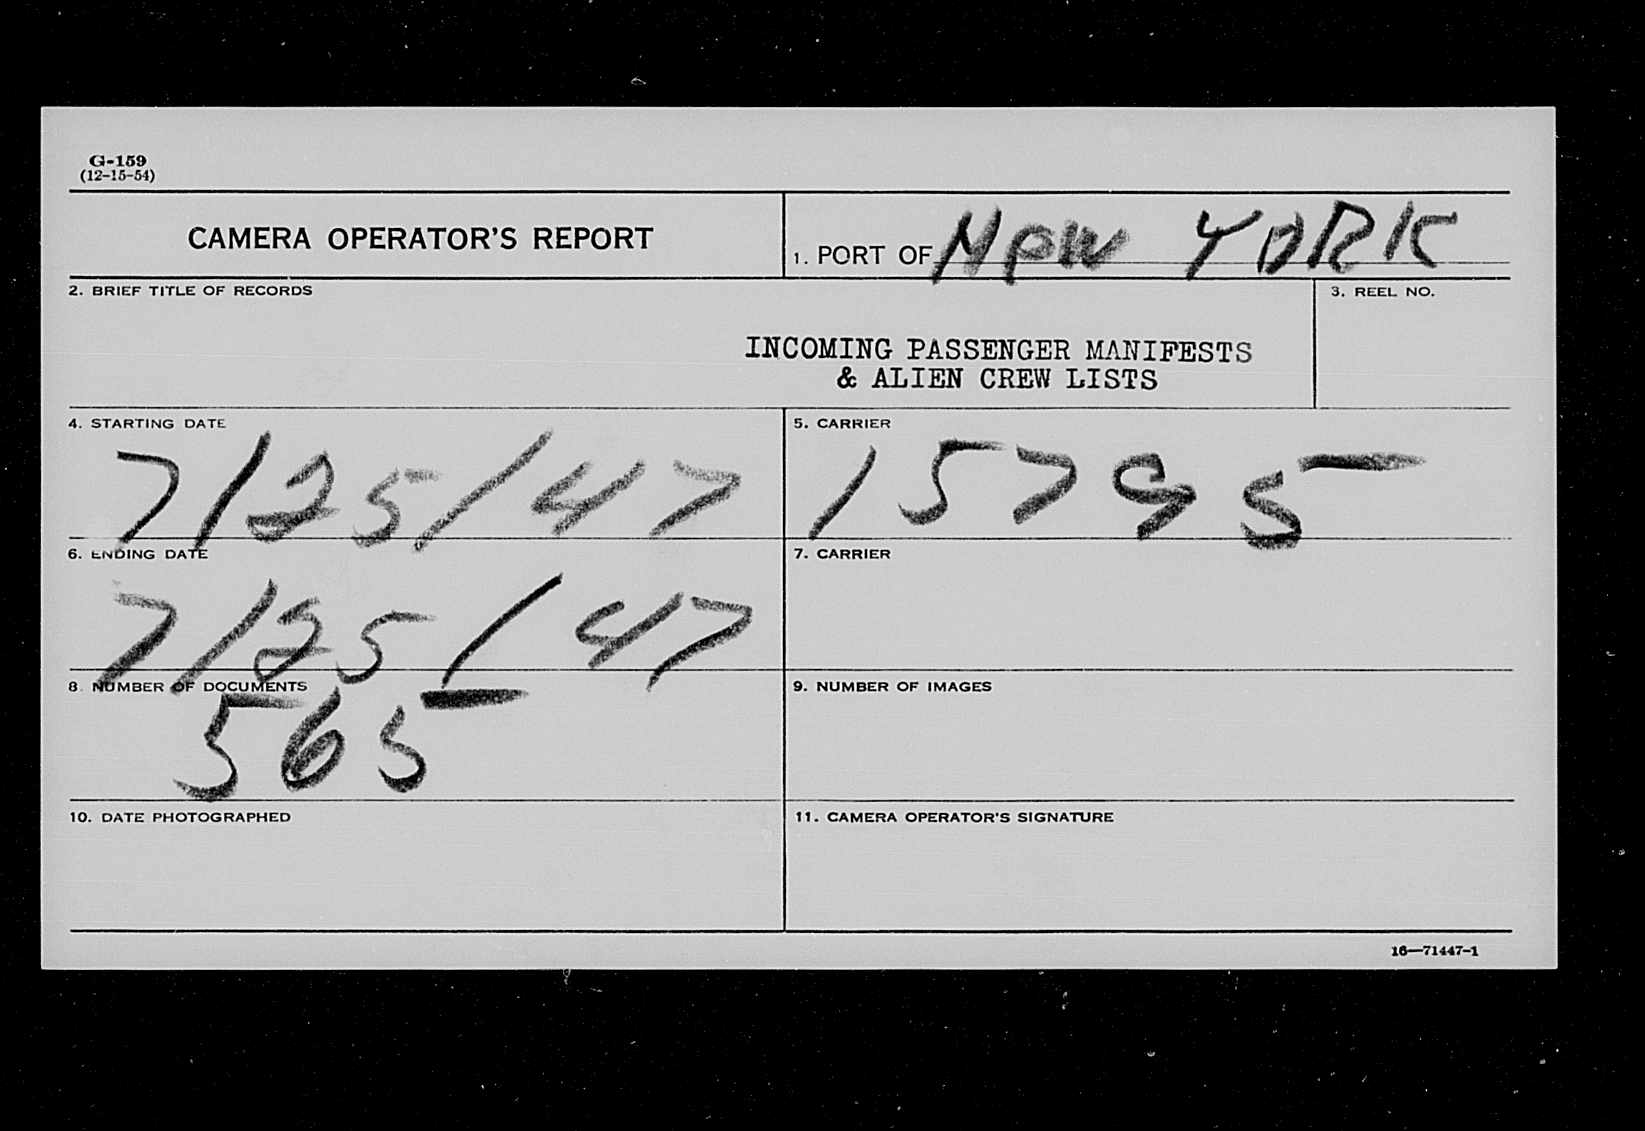 G-159
(12-15-54)
CAMERA OPERATOR'S REPORT
1. PORT OF New YORK
2. BRIEF TITLE OF RECORDS
3. REEL NO.
INCOMING PASSENGER MANIFESTS
& ALIEN CREW LISTS
4. STARTING DATE
7/25/47
5. CARRIER
15795
6. ENDING DATE
7/25/47
7. CARRIER
8. NUMBER OF DOCUMENTS
565
9. NUMBER OF IMAGES
10. DATE PHOTOGRAPHED
11. CAMERA OPERATOR'S SIGNATURE
16—71447-1